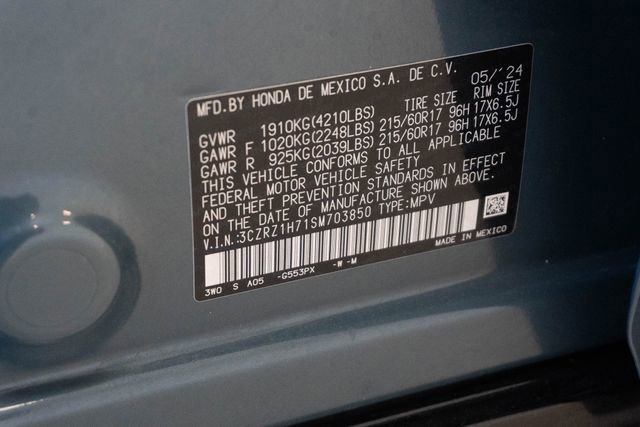 MFD.BY HONDA DE MEXICO S.A. DE C.V. 05/'24
GVWR 1910KG(4210LBS) TIRE SIZE RIM SIZE
GAWR F 1020KG(2248LBS) 215/60R17 96H 17X6.5J
GAWR R 925KG(2039LBS) 215/60R17 96H 17X6.5J
THIS VEHICLE CONFORMS TO ALL APPLICABLE
FEDERAL MOTOR VEHICLE SAFETY
AND THEFT PREVENTION STANDARDS IN EFFECT
ON THE DATE OF MANUFACTURE SHOWN ABOVE.
V.I.N.:3CZRZ1H71SM703850 TYPE:MPV
3WO S A05 -G553PX -W -M MADE IN MEXICO